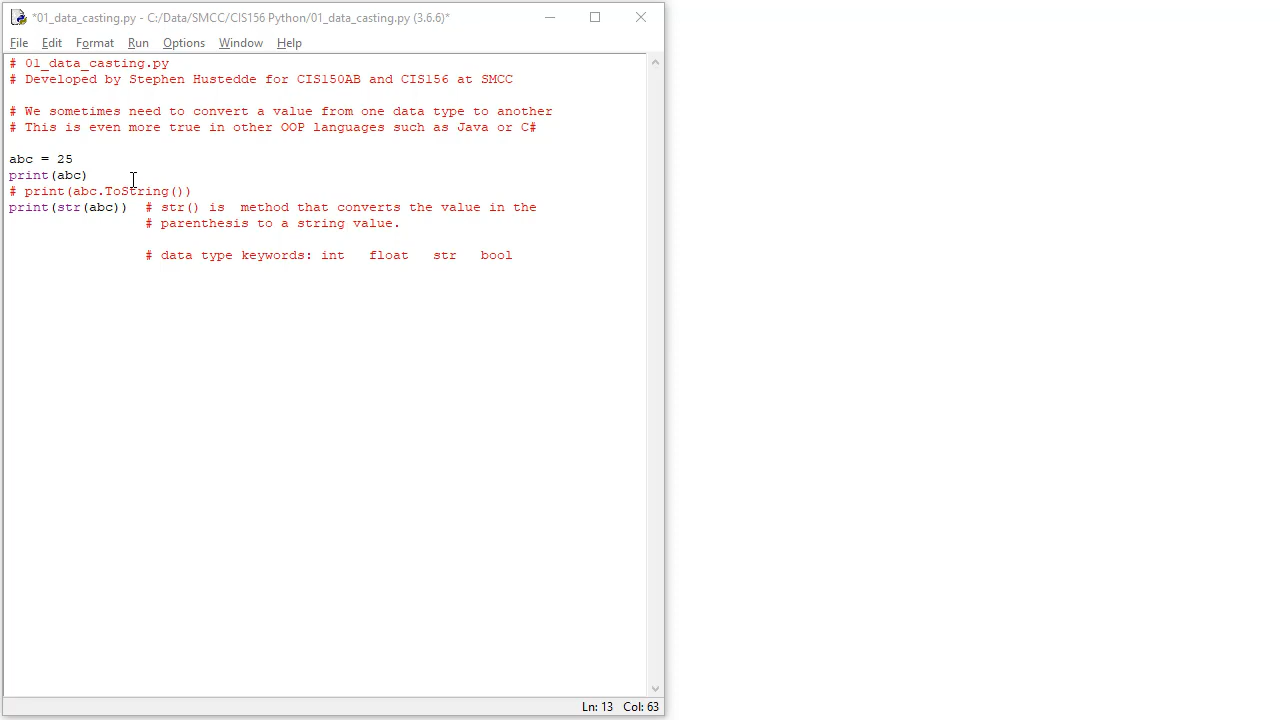 *01_data_casting.py - C:/Data/SMCC/CIS156 Python/01_data_casting.py (3.6.6)*
File Edit Format Run Options Window Help
# 01_data_casting.py
# Developed by Stephen Hustedde for CIS150AB and CIS156 at SMCC
# We sometimes need to convert a value from one data type to another
# This is even more true in other OOP languages such as Java or C#
abc = 25
print(abc)
# print(abc.ToString())
print(str(abc))  # str() is  method that converts the value in the
# parenthesis to a string value.
# data type keywords: int   float   str   bool
Ln: 13 Col: 63